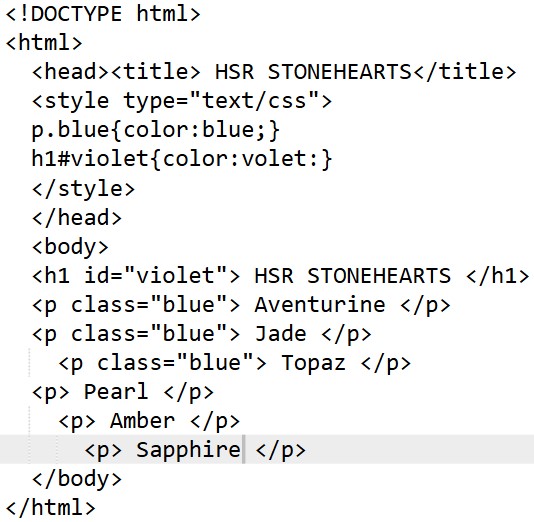 <!DOCTYPE html>
<html>
<head><title> HSR STONEHEARTS</title>
<style type="text/css">
p.blue{color:blue;}
h1#violet{color:volet:}
</style>
</head>
<body>
<h1 id="violet"> HSR STONEHEARTS </h1>
<p class="blue"> Aventurine </p>
<p class="blue"> Jade </p>
<p class="blue"> Topaz </p>
<p> Pearl </p>
<p> Amber </p>
<p> Sapphire </p>
</body>
</html>